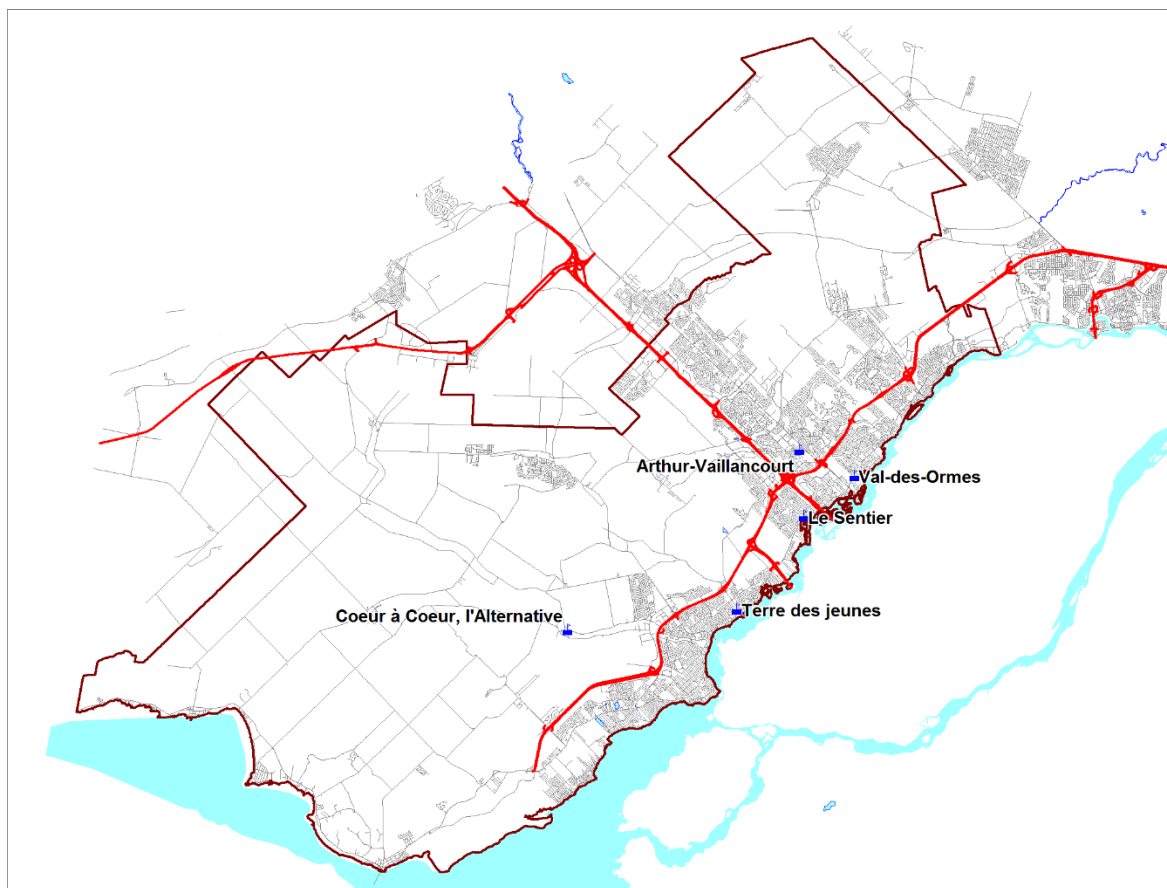 Arthur-Vaillancourt
Val-des-Ormes
Le Sentier
Terre des jeunes
Coeur à Coeur, l'Alternative